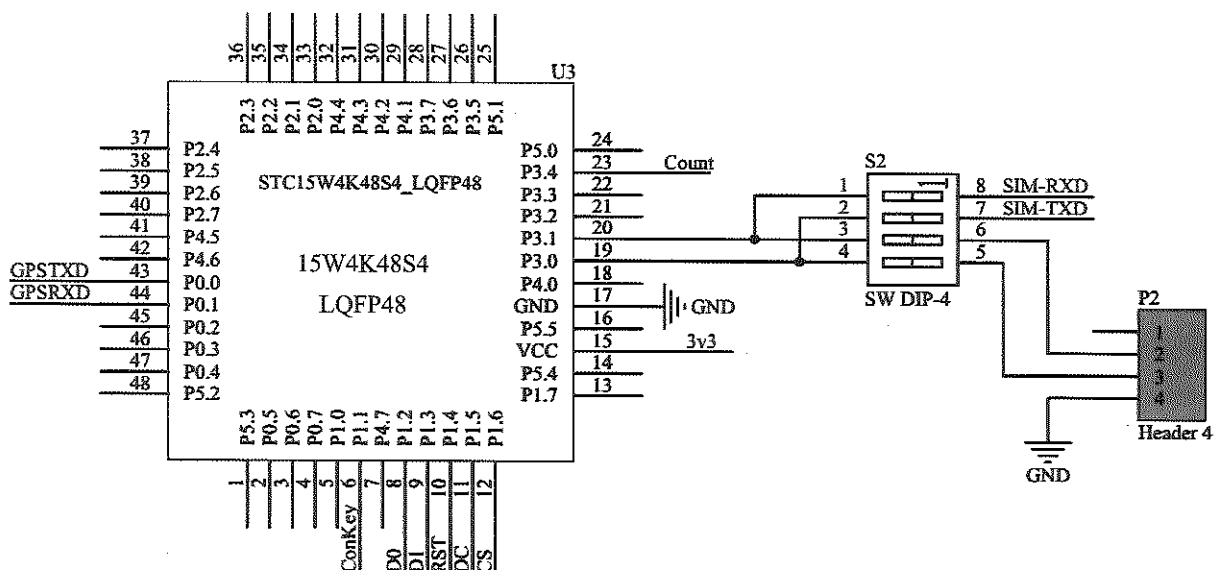 36 35 34 33 32 31 30 29 28 27 26 25
U3
P2.3 P2.2 P2.1 P2.0 P4.4 P4.3 P4.2 P4.1 P3.7 P3.6 P3.5 P5.1
37 P2.4
38 P2.5
39 P2.6
40 P2.7
41 P4.5
42 P4.6
GPSTXD 43 P0.0
GPSRXD 44 P0.1
45 P0.2
46 P0.3
47 P0.4
48 P5.2
STC15W4K48S4_LQFP48
15W4K48S4
LQFP48
P5.0 24
P3.4 23 Count
P3.3 22
P3.2 21
P3.1 20
P3.0 19
P4.0 18
GND 17 GND
P5.5 16
VCC 15 3v3
P5.4 14
P1.7 13
P5.3 P0.5 P0.6 P0.7 P1.0 P1.1 P4.7 P1.2 P1.3 P1.4 P1.5 P1.6
1 2 3 4 5 6 7 8 9 10 11 12
ConKey D0 D1 RST DC CS
S2
1 8 SIM-RXD
2 7 SIM-TXD
3 6
4 5
SW DIP-4
P2
1
2
3
4
Header 4
GND